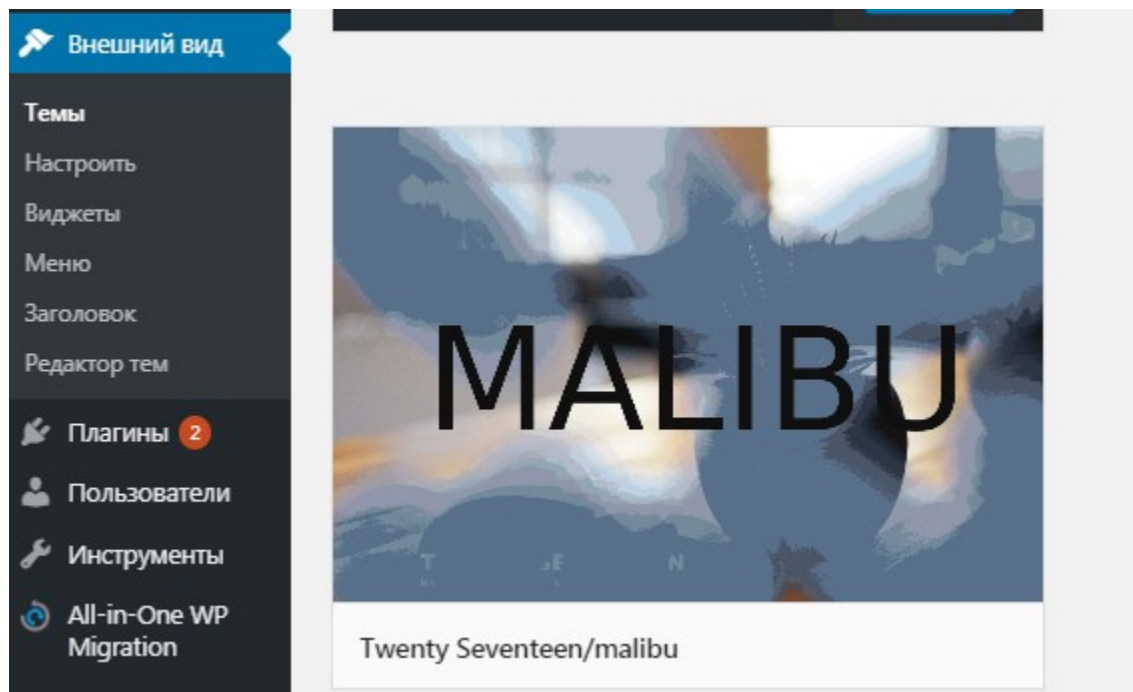 Внешний вид
Темы
Настроить
Виджеты
Меню
Заголовок
Редактор тем
Плагины 2
Пользователи
Инструменты
All-in-One WP
Migration
MALIBU
Twenty Seventeen/malibu